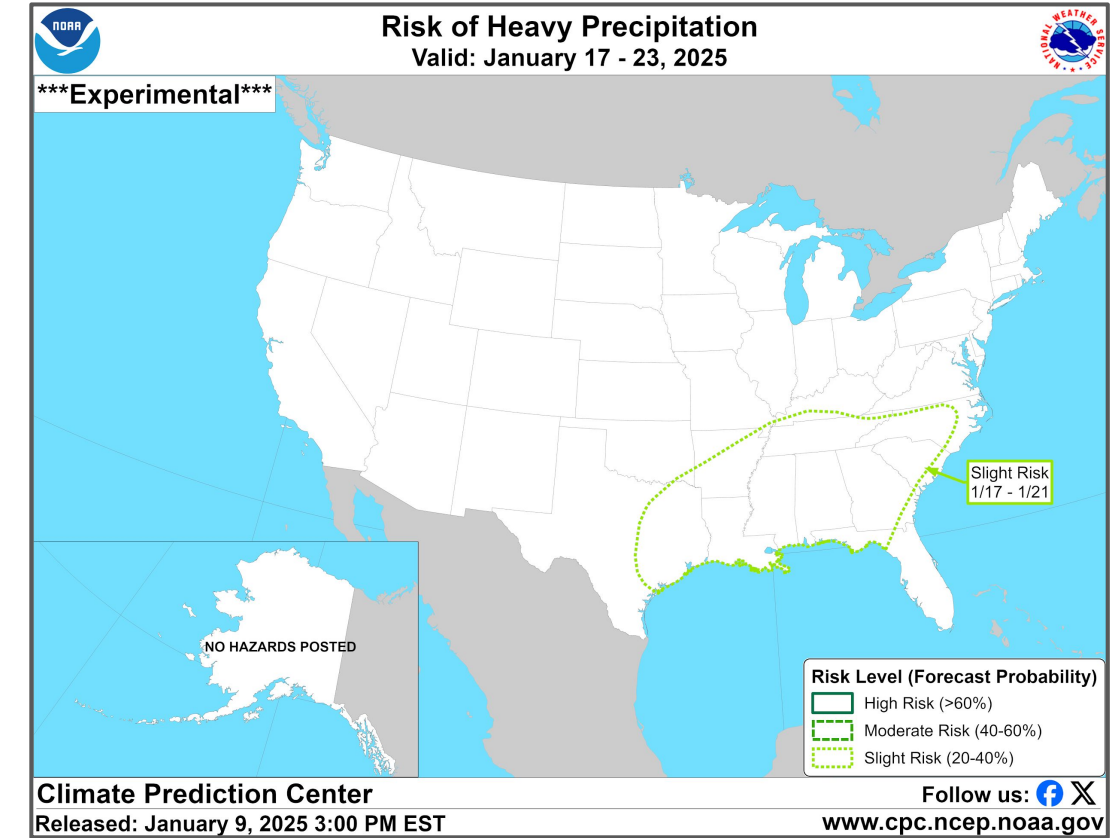 NOAA
Risk of Heavy Precipitation
Valid: January 17 - 23, 2025
NATIONAL WEATHER SERVICE
***Experimental***
Slight Risk
1/17 - 1/21
NO HAZARDS POSTED
Risk Level (Forecast Probability)
High Risk (>60%)
Moderate Risk (40-60%)
Slight Risk (20-40%)
Climate Prediction Center
Follow us:
Released: January 9, 2025 3:00 PM EST
www.cpc.ncep.noaa.gov